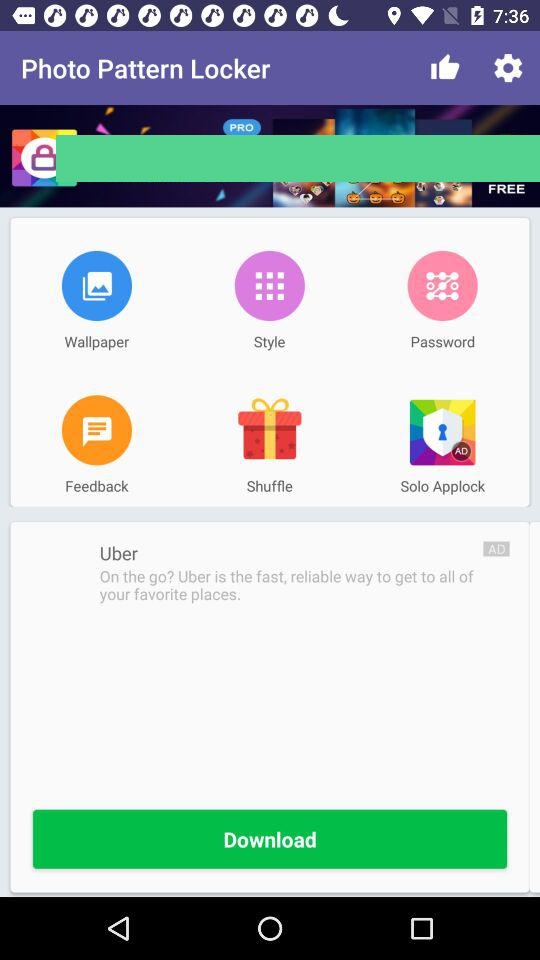 7:36
Photo Pattern Locker
PRO
FREE
Wallpaper
Style
Password
Feedback
Shuffle
AD
Solo Applock
Uber
AD
On the go? Uber is the fast, reliable way to get to all of
your favorite places.
Download